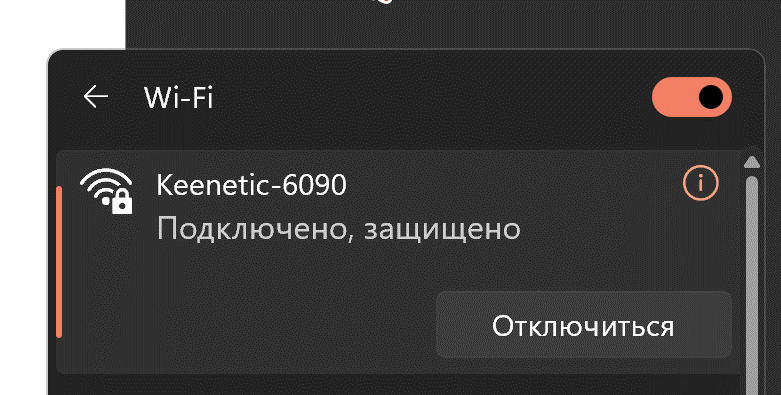 Wi-Fi
Keenetic-6090
Подключено, защищено
Отключиться